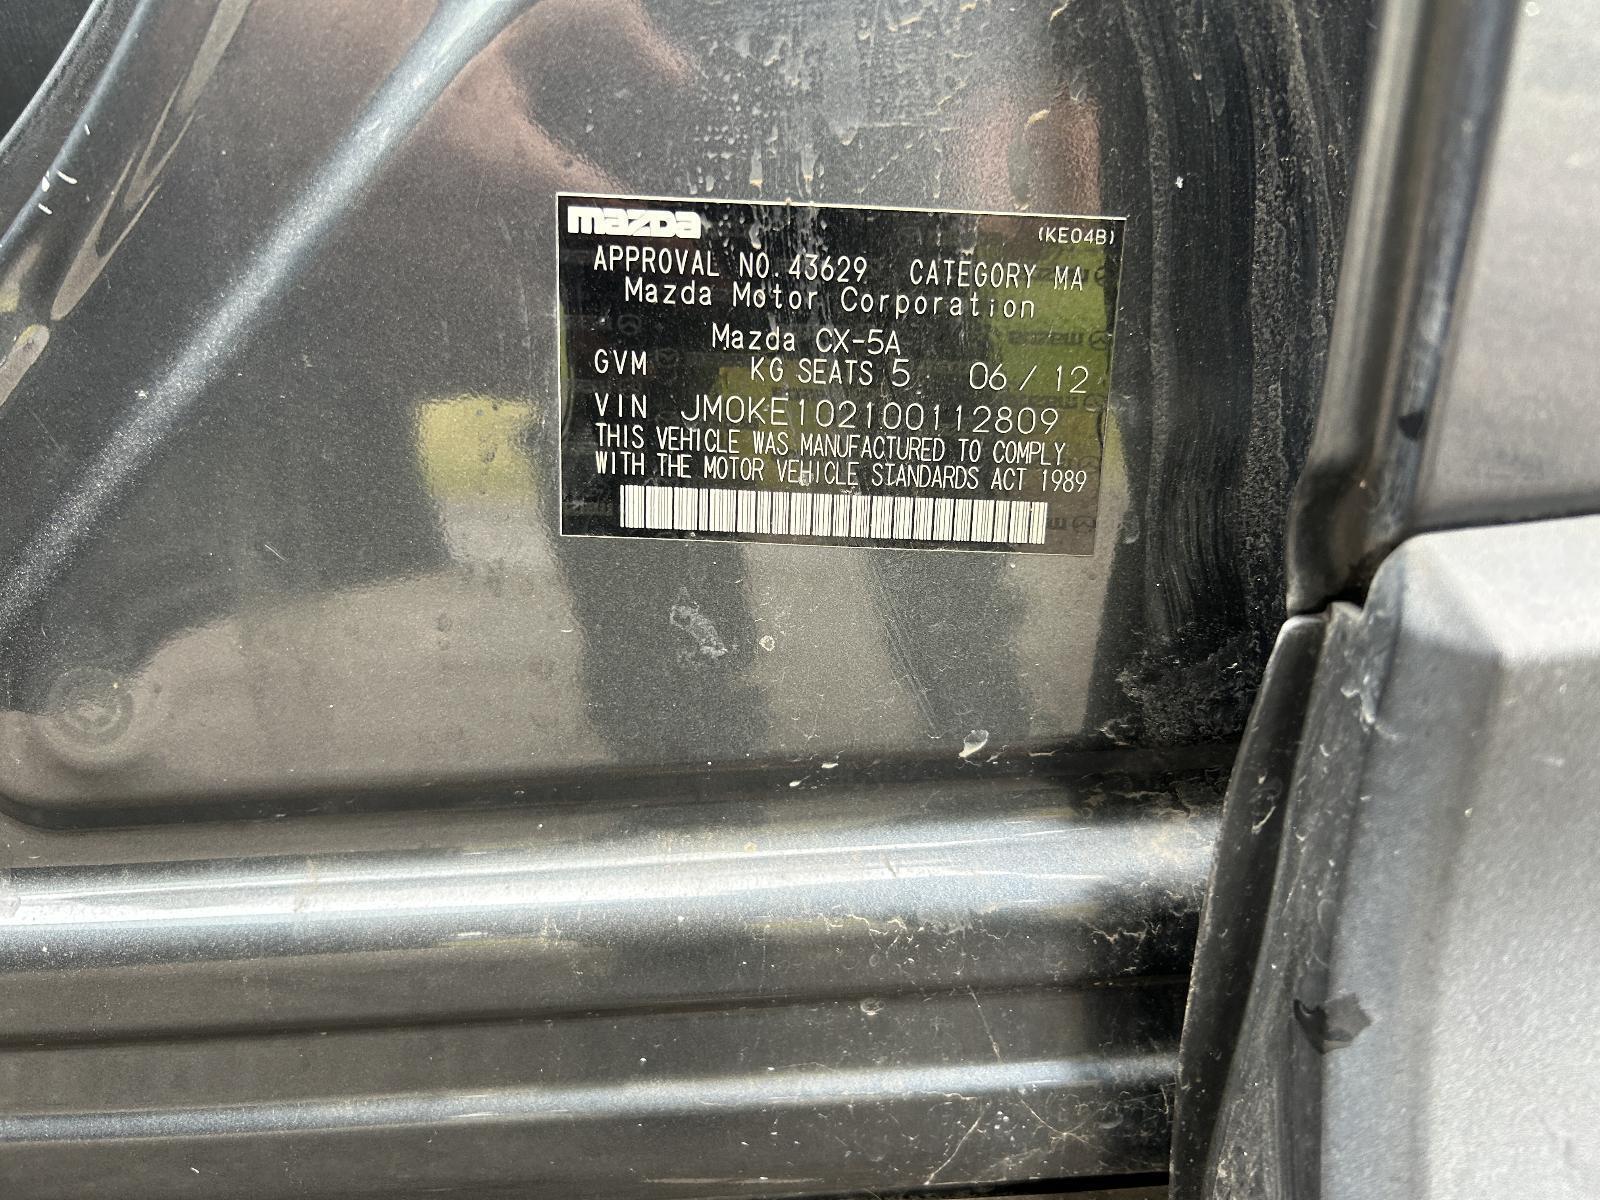 mazda (KE04B)
APPROVAL NO. 43629 CATEGORY MA
Mazda Motor Corporation
Mazda CX-5A
GVM KG SEATS 5 06 / 12
VIN JM0KE102100112809
THIS VEHICLE WAS MANUFACTURED TO COMPLY
WITH THE MOTOR VEHICLE STANDARDS ACT 1989